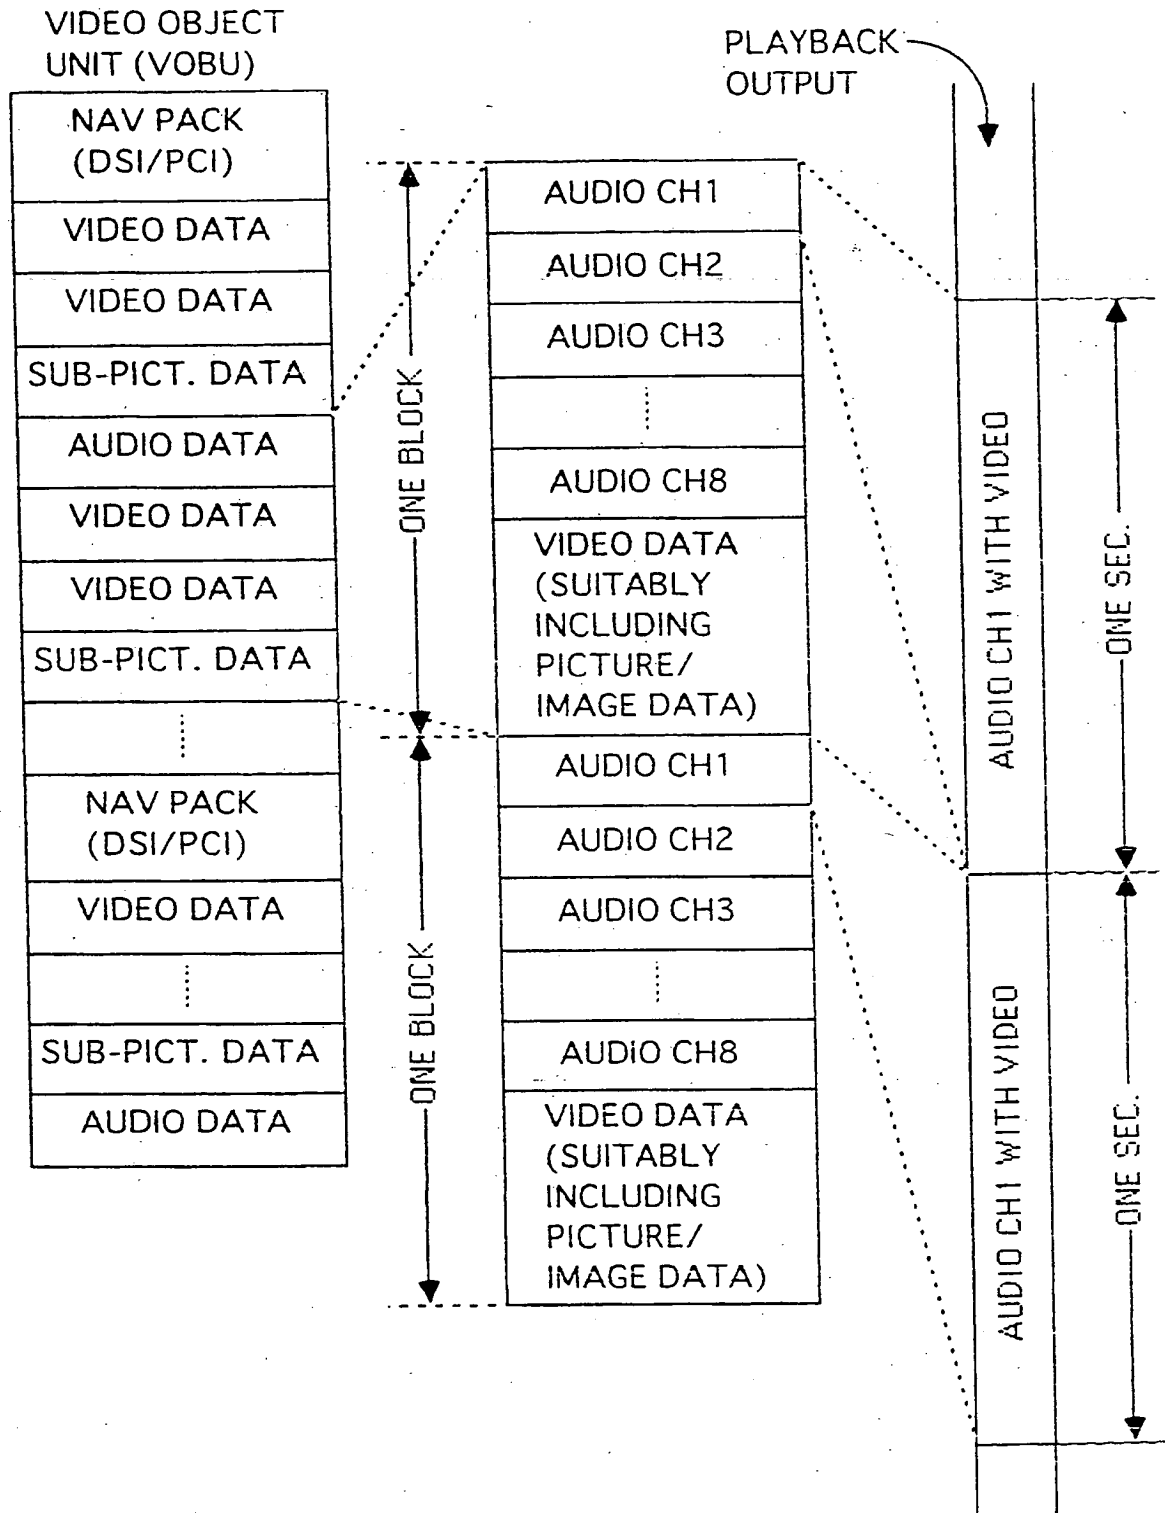 VIDEO OBJECT
UNIT (VOBU)
NAV PACK
(DSI/PCI)
VIDEO DATA
VIDEO DATA
SUB-PICT. DATA
AUDIO DATA
VIDEO DATA
VIDEO DATA
SUB-PICT. DATA
NAV PACK
(DSI/PCI)
VIDEO DATA
SUB-PICT. DATA
AUDIO DATA
ONE BLOCK
ONE BLOCK
AUDIO CH1
AUDIO CH2
AUDIO CH3
AUDIO CH8
VIDEO DATA
(SUITABLY
INCLUDING
PICTURE/
IMAGE DATA)
AUDIO CH1
AUDIO CH2
AUDIO CH3
AUDIO CH8
VIDEO DATA
(SUITABLY
INCLUDING
PICTURE/
IMAGE DATA)
PLAYBACK
OUTPUT
AUDIO CH1 WITH VIDEO
AUDIO CH1 WITH VIDEO
ONE SEC.
ONE SEC.